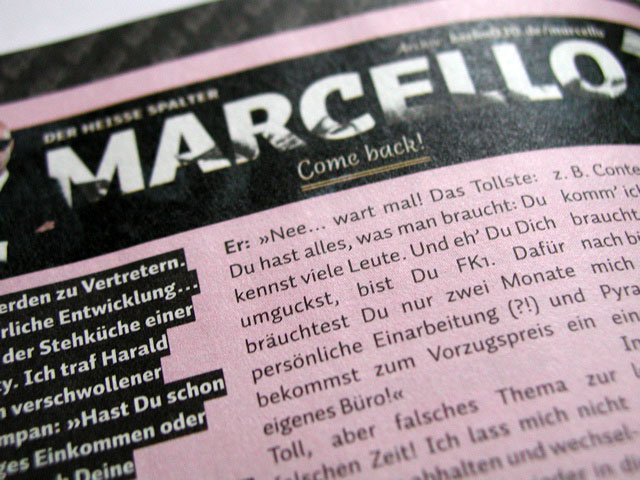 DER HEISSE SPALTER
MARCELLO
Come back!
erden zu Vertretern.
rliche Entwicklung...
der Stehküche einer
y. Ich traf Harald
verschwollener
mpan: »Hast Du schon
ges Einkommen oder
h Deine
Er: »Nee... wart mal! Das Tollste:
Du hast alles, was man braucht: Du
kennst viele Leute. Und eh' Du Dich
umguckst, bist Du FK1. Dafür
bräuchtest Du nur zwei Monate
persönliche Einarbeitung (?!) und
bekommst zum Vorzugspreis ein
eigenes Büro!«
Toll, aber falsches Thema zur
falschen Zeit! Ich lass mich nicht
abhalten und wechsel-
z. B. Conte
komm' ic
braucht
nach bi
mich
Pyra
ein
In